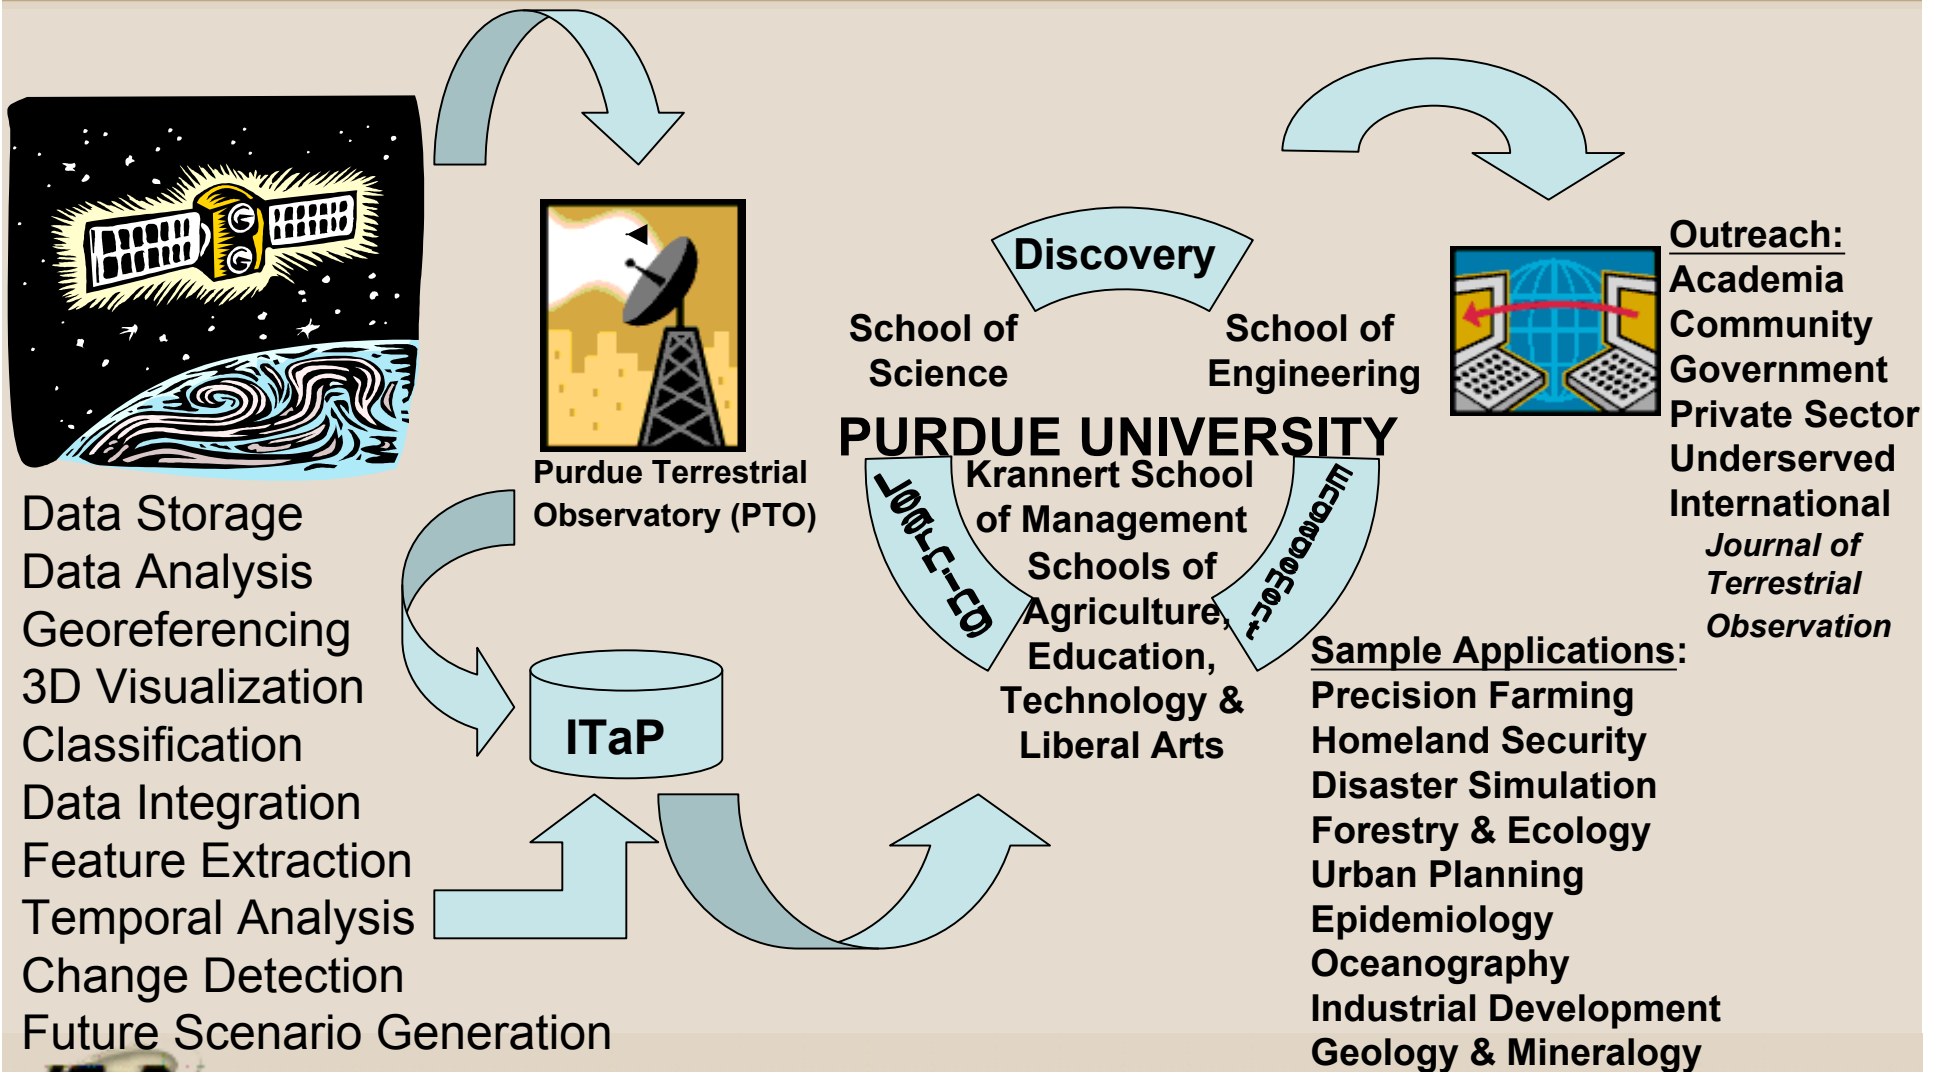 Discovery
School of
Science
School of
Engineering
PURDUE UNIVERSITY
Learning
Engagement
Krannert School
of Management
Schools of
Agriculture,
Education,
Technology &
Liberal Arts
Purdue Terrestrial
Observatory (PTO)
ITaP
Data Storage
Data Analysis
Georeferencing
3D Visualization
Classification
Data Integration
Feature Extraction
Temporal Analysis
Change Detection
Future Scenario Generation
Outreach:
Academia
Community
Government
Private Sector
Underserved
International
Journal of
Terrestrial
Observation
Sample Applications:
Precision Farming
Homeland Security
Disaster Simulation
Forestry & Ecology
Urban Planning
Epidemiology
Oceanography
Industrial Development
Geology & Mineralogy